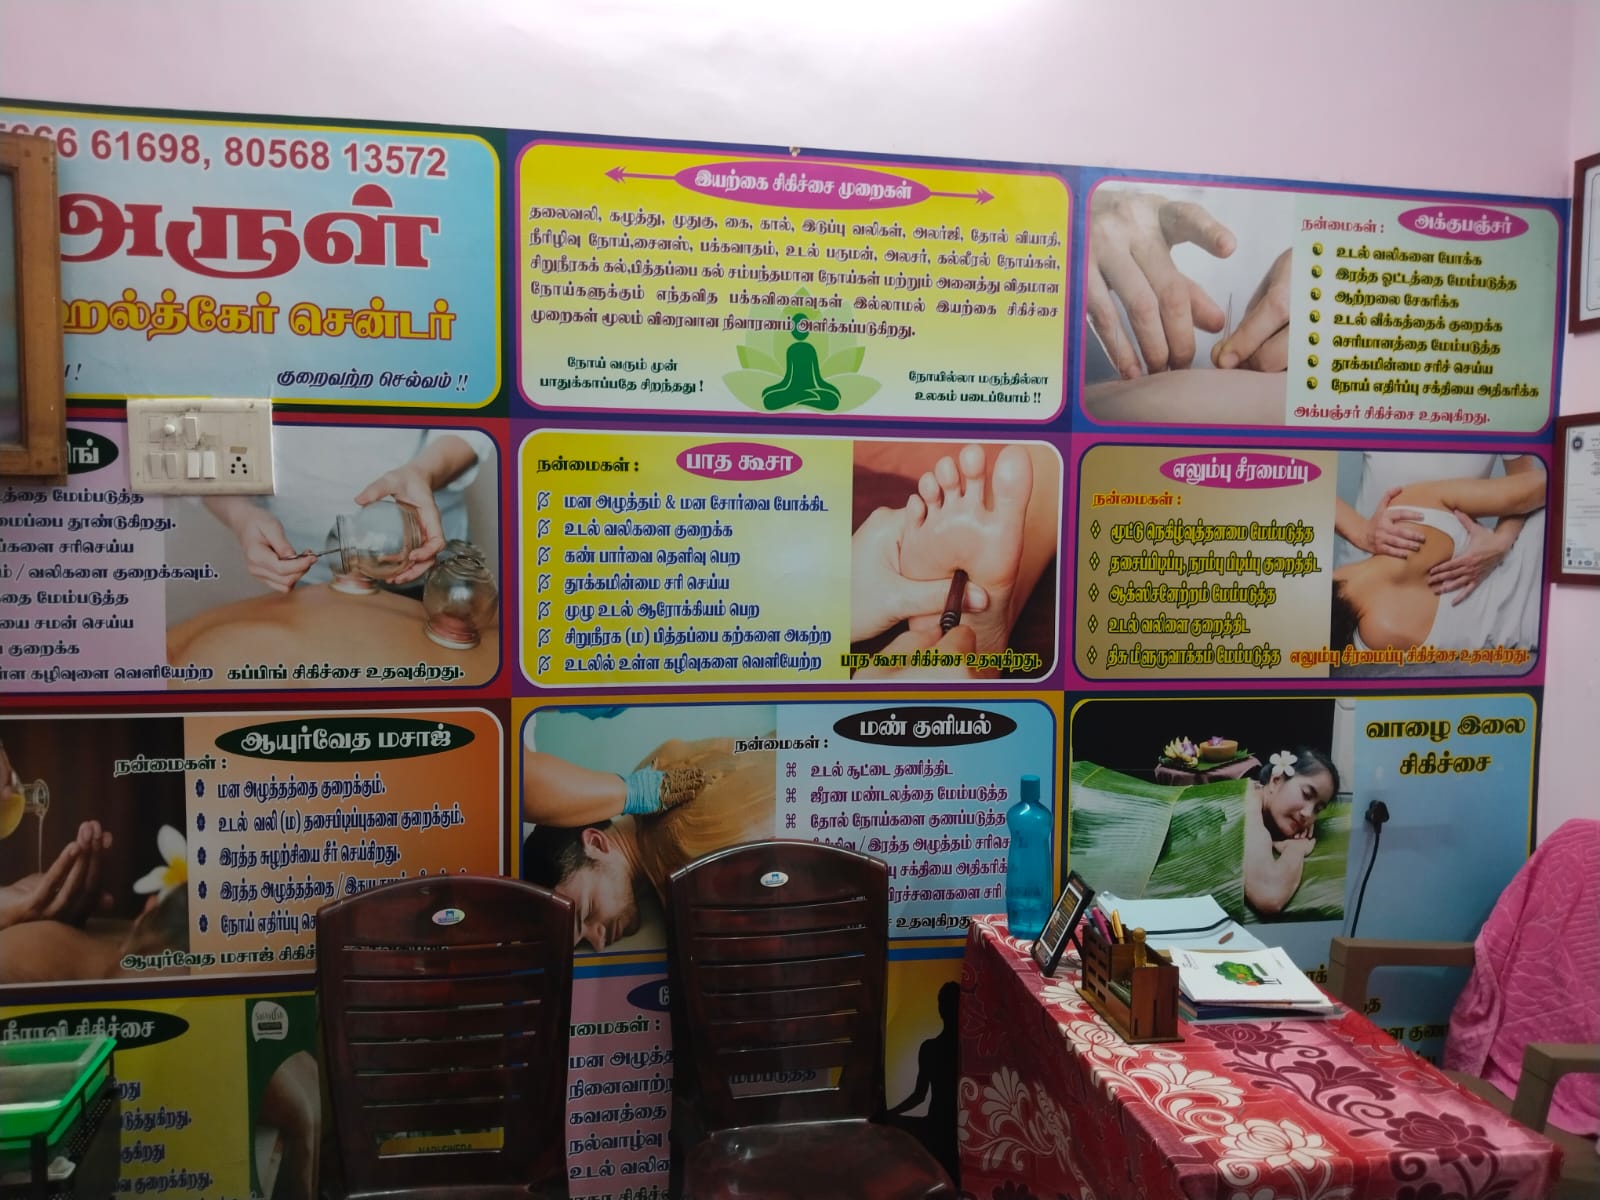 61698, 80568 13572
அருள்
ஹெல்த்கேர் சென்டர்
குறைவற்ற செல்வம் !!
இயற்கை சிகிச்சை முறைகள்
தலைவலி, கழுத்து, முதுகு, கை, கால், இடுப்பு வலிகள், அலர்ஜி, தோல் வியாதி,
நீரிழிவு நோய்,சைனஸ், பக்கவாதம், உடல் பருமன், அலசர், கல்லீரல் நோய்கள்,
சிறுநீரகக் கல்,பித்தப்பை கல் சம்பந்தமான நோய்கள் மற்றும் அனைத்து விதமான
நோய்களுக்கும் எந்தவித பக்கவிளைவுகள் இல்லாமல் இயற்கை சிகிச்சை
முறைகள் மூலம் விரைவான நிவாரணம் அளிக்கப்படுகிறது.
நோய் வரும் முன்
பாதுக்காப்பதே சிறந்தது !
நோயில்லா மருந்தில்லா
உலகம் படைப்போம் !!
அக்குபஞ்சர்
நன்மைகள் :
உடல் வலிகளை போக்க
இரத்த ஓட்டத்தை மேம்படுத்த
ஆற்றலை சேகரிக்க
உடல் வீக்கத்தைக் குறைக்க
செரிமானத்தை மேம்படுத்த
தூக்கமின்மை சரிச் செய்ய
நோய் எதிர்ப்பு சக்தியை அதிகரிக்க
அக்பஞ்சர் சிகிச்சை உதவுகிறது.
மேம்படுத்த
தூண்டுகிறது.
சரிசெய்ய
/ வலிகளை குறைக்கவும்.
மேம்படுத்த
சமன் செய்ய
குறைக்க
கழிவுளை வெளியேற்ற
கப்பிங் சிகிச்சை உதவுகிறது.
பாத கூசா
நன்மைகள் :
மன அழுத்தம் & மன சோர்வை போக்கிட
உடல் வலிகளை குறைக்க
கண் பார்வை தெளிவு பெற
தூக்கமின்மை சரி செய்ய
முழு உடல் ஆரோக்கியம் பெற
சிறுநீரக (ம) பித்தப்பை கற்களை அகற்ற
உடலில் உள்ள கழிவுகளை வெளியேற்ற
பாத கூசா சிகிச்சை உதவுகிறது.
எலும்பு சீரமைப்பு
நன்மைகள் :
மூட்டு நெகிழ்வுத்தனமை மேம்படுத்த
தசைப்பிடிப்பு, நரம்பு பிடிப்பு குறைத்திட
ஆக்ஸிசனேற்றம் மேம்படுத்த
உடல் வலிளை குறைத்திட
திசு மீளுருவாக்கம் மேம்படுத்த
எலும்பு சீரமைப்பு சிகிச்சை உதவுகிறது.
ஆயுர்வேத மசாஜ்
நன்மைகள் :
மன அழுத்தத்தை குறைக்கும்.
உடல் வலி (ம) தசைபிடிப்புகளை குறைக்கும்.
இரத்த சுழற்சியை சீர் செய்கிறது.
இரத்த அழுத்தத்தை /
நோய் எதிர்ப்பு
ஆயுர்வேத மசாஜ்
மண் குளியல்
நன்மைகள் :
உடல் சூட்டை தணித்திட
ஜீரண மண்டலத்தை மேம்படுத்த
தோல் நோய்களை குணப்படுத்த
/ இரத்த அழுத்தம்
சக்தியை
வாழை இலை
சிகிச்சை
நீராவி சிகிச்சை
குறைக்கிறது.
மன
கவனத்தை
நல்வாழ்வு
உடல்